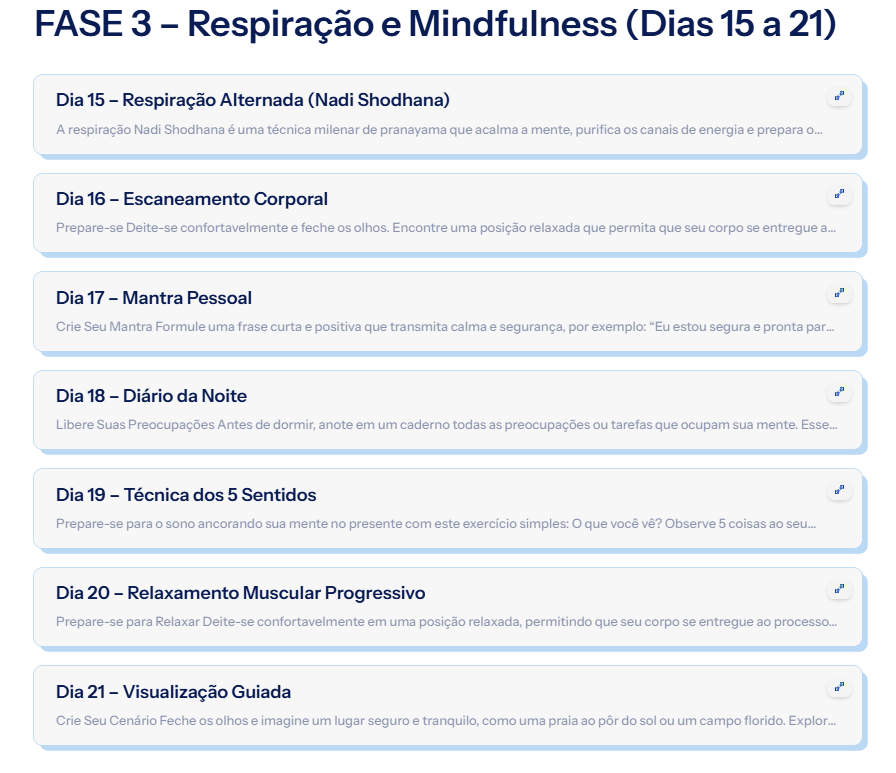 FASE 3 – Respiração e Mindfulness (Dias 15 a 21)
Dia 15 – Respiração Alternada (Nadi Shodhana)
A respiração Nadi Shodhana é uma técnica milenar de pranayama que acalma a mente, purifica os canais de energia e prepara o...
Dia 16 – Escaneamento Corporal
Prepare-se Deite-se confortavelmente e feche os olhos. Encontre uma posição relaxada que permita que seu corpo se entregue a...
Dia 17 – Mantra Pessoal
Crie Seu Mantra Formule uma frase curta e positiva que transmita calma e segurança, por exemplo: “Eu estou segura e pronta par...
Dia 18 – Diário da Noite
Libere Suas Preocupações Antes de dormir, anote em um caderno todas as preocupações ou tarefas que ocupam sua mente. Esse...
Dia 19 – Técnica dos 5 Sentidos
Prepare-se para o sono ancorando sua mente no presente com este exercício simples: O que você vê? Observe 5 coisas ao seu...
Dia 20 – Relaxamento Muscular Progressivo
Prepare-se para Relaxar Deite-se confortavelmente em uma posição relaxada, permitindo que seu corpo se entregue ao processo...
Dia 21 – Visualização Guiada
Crie Seu Cenário Feche os olhos e imagine um lugar seguro e tranquilo, como uma praia ao pôr do sol ou um campo florido. Explor...